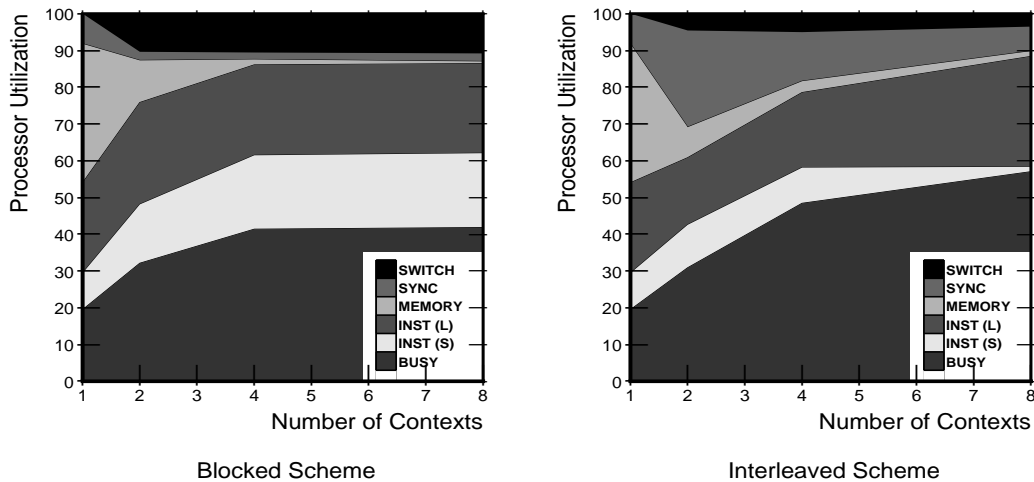 Processor Utilization
100
90
80
70
60
50
40
30
20
10
0
SWITCH
SYNC
MEMORY
INST (L)
INST (S)
BUSY
1 2 3 4 5 6 7 8
Number of Contexts
Blocked Scheme
Processor Utilization
100
90
80
70
60
50
40
30
20
10
0
SWITCH
SYNC
MEMORY
INST (L)
INST (S)
BUSY
1 2 3 4 5 6 7 8
Number of Contexts
Interleaved Scheme